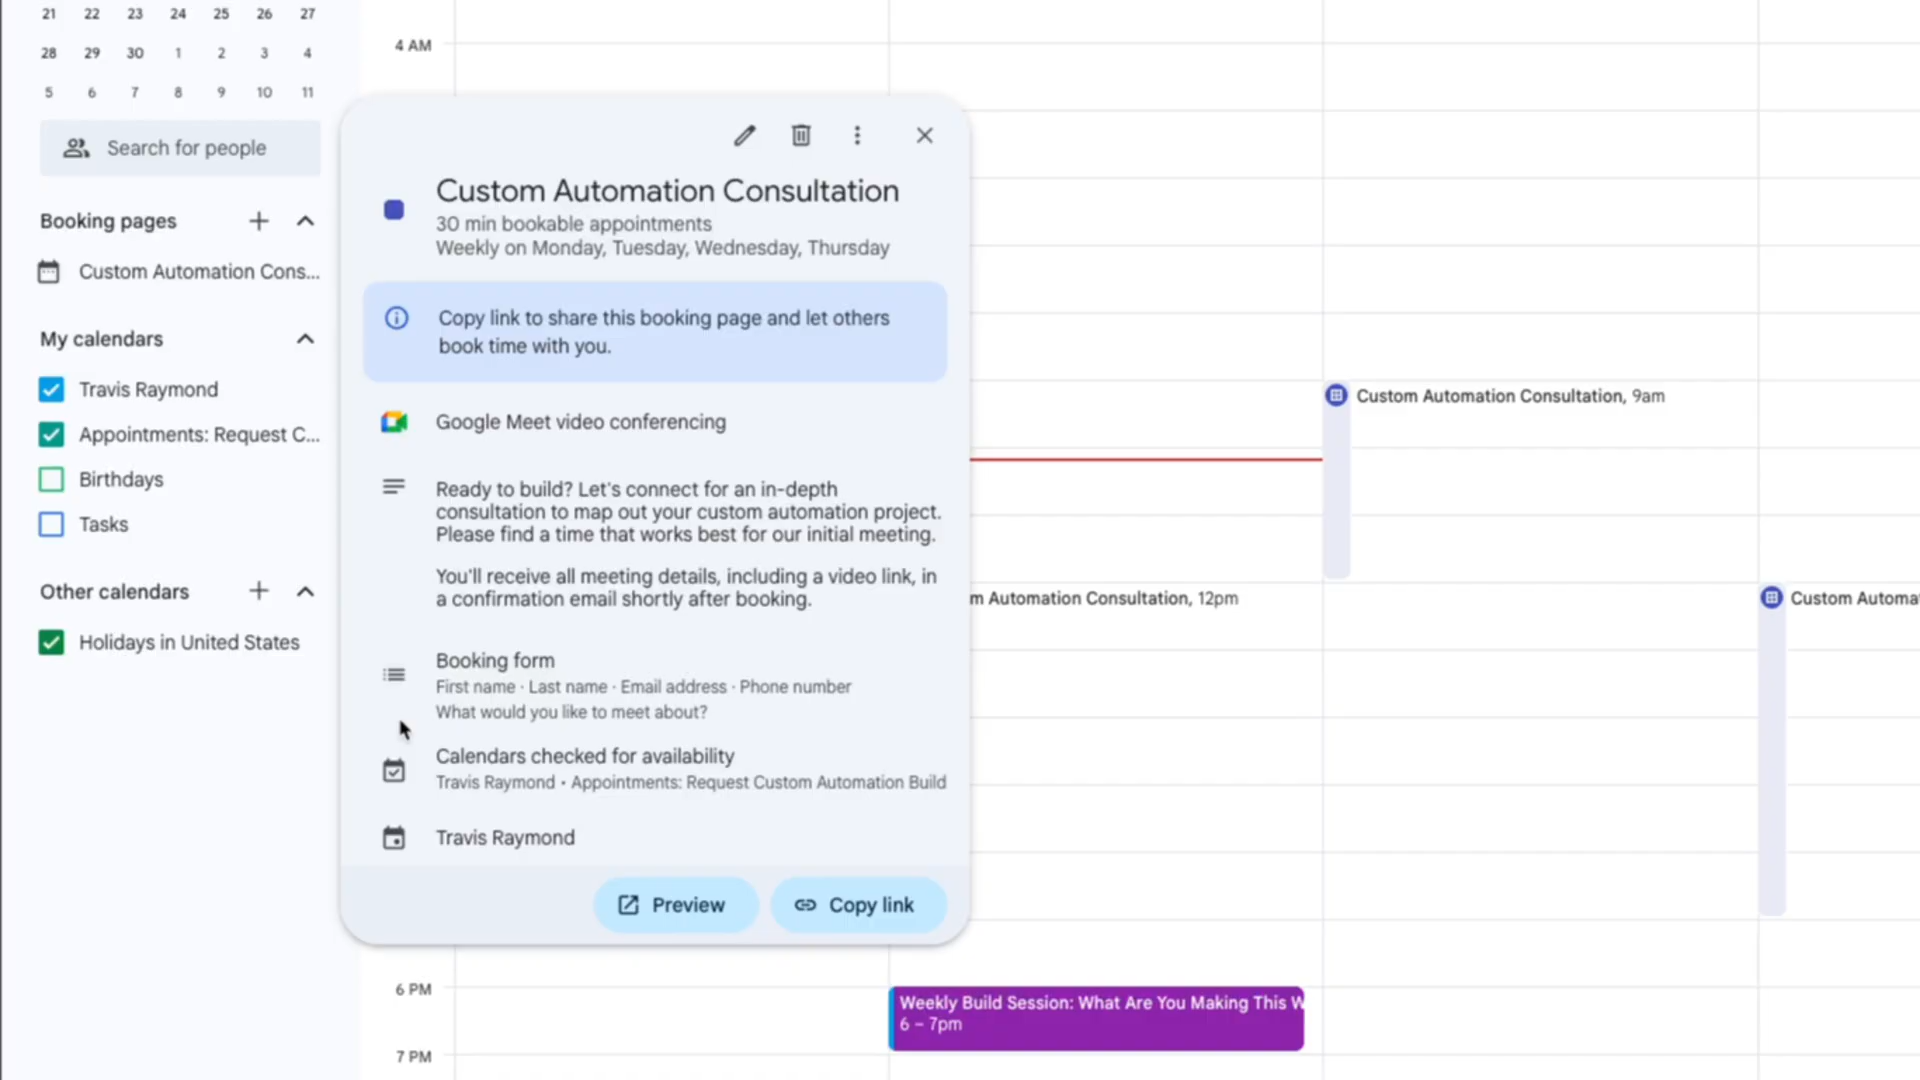 21 22 23 24 25 26 27
28 29 30 1 2 3 4
5 6 7 8 9 10 11
Search for people
Booking pages
Custom Automation Cons...
My calendars
Travis Raymond
Appointments: Request C...
Birthdays
Tasks
Other calendars
Holidays in United States
4 AM
Custom Automation Consultation
30 min bookable appointments
Weekly on Monday, Tuesday, Wednesday, Thursday
Copy link to share this booking page and let others
book time with you.
Google Meet video conferencing
Ready to build? Let's connect for an in-depth
consultation to map out your custom automation project.
Please find a time that works best for our initial meeting.
You'll receive all meeting details, including a video link, in
a confirmation email shortly after booking.
Booking form
First name · Last name · Email address · Phone number
What would you like to meet about?
Calendars checked for availability
Travis Raymond • Appointments: Request Custom Automation Build
Travis Raymond
Preview
Copy link
Custom Automation Consultation, 9am
m Automation Consultation, 12pm
Custom Automa
6 PM
Weekly Build Session: What Are You Making This W
6 – 7pm
7 PM